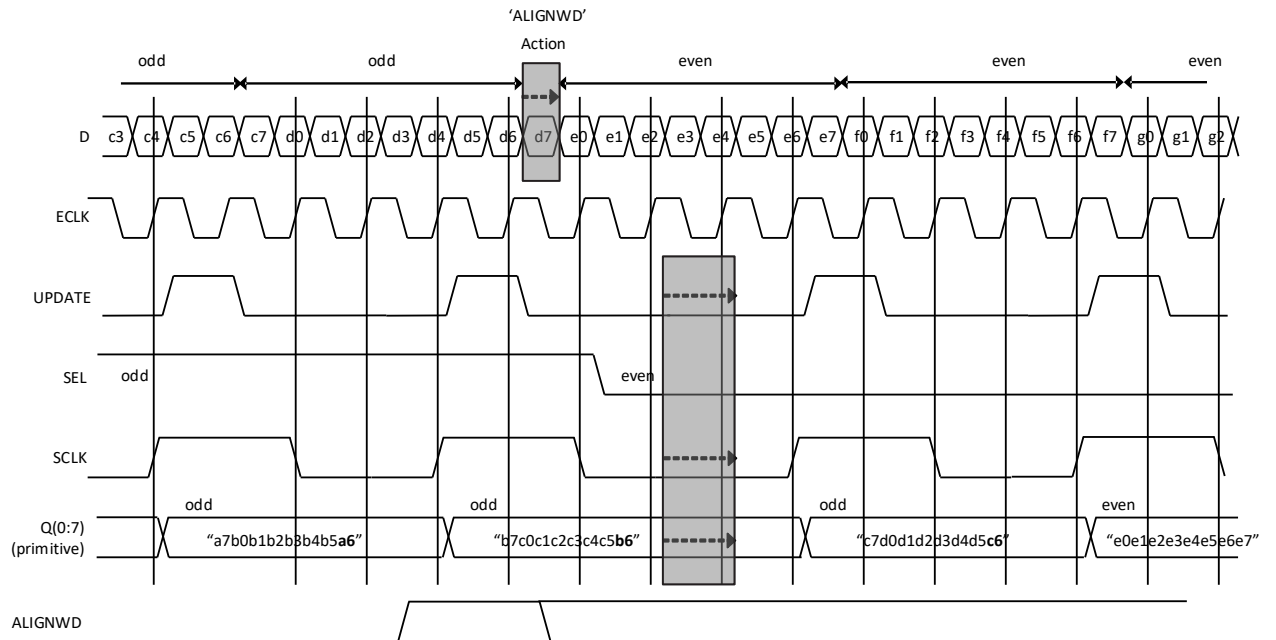 ‘ALIGNWD’
Action
odd odd even even even
D c3 c4 c5 c6 c7 d0 d1 d2 d3 d4 d5 d6 d7 e0 e1 e2 e3 e4 e5 e6 e7 f0 f1 f2 f3 f4 f5 f6 f7 g0 g1 g2
ECLK
UPDATE
SEL odd even
SCLK
odd odd odd even
Q(0:7) “a7b0b1b2b3b4b5a6” “b7c0c1c2c3c4c5b6” “c7d0d1d2d3d4d5c6” “e0e1e2e3e4e5e6e7”
(primitive)
ALIGNWD